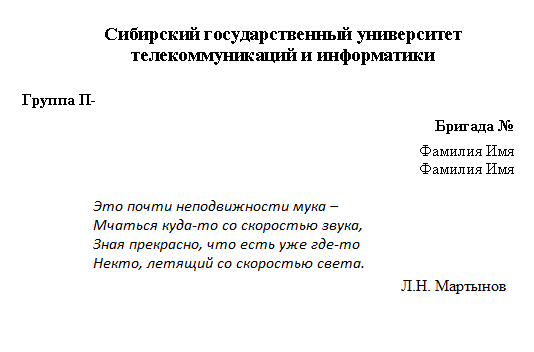 Сибирский государственный университет
телекоммуникаций и информатики
Группа П-
Бригада №
Фамилия Имя
Фамилия Имя
Это почти неподвижности мука –
Мчаться куда-то со скоростью звука,
Зная прекрасно, что есть уже где-то
Некто, летящий со скоростью света.
Л.Н. Мартынов